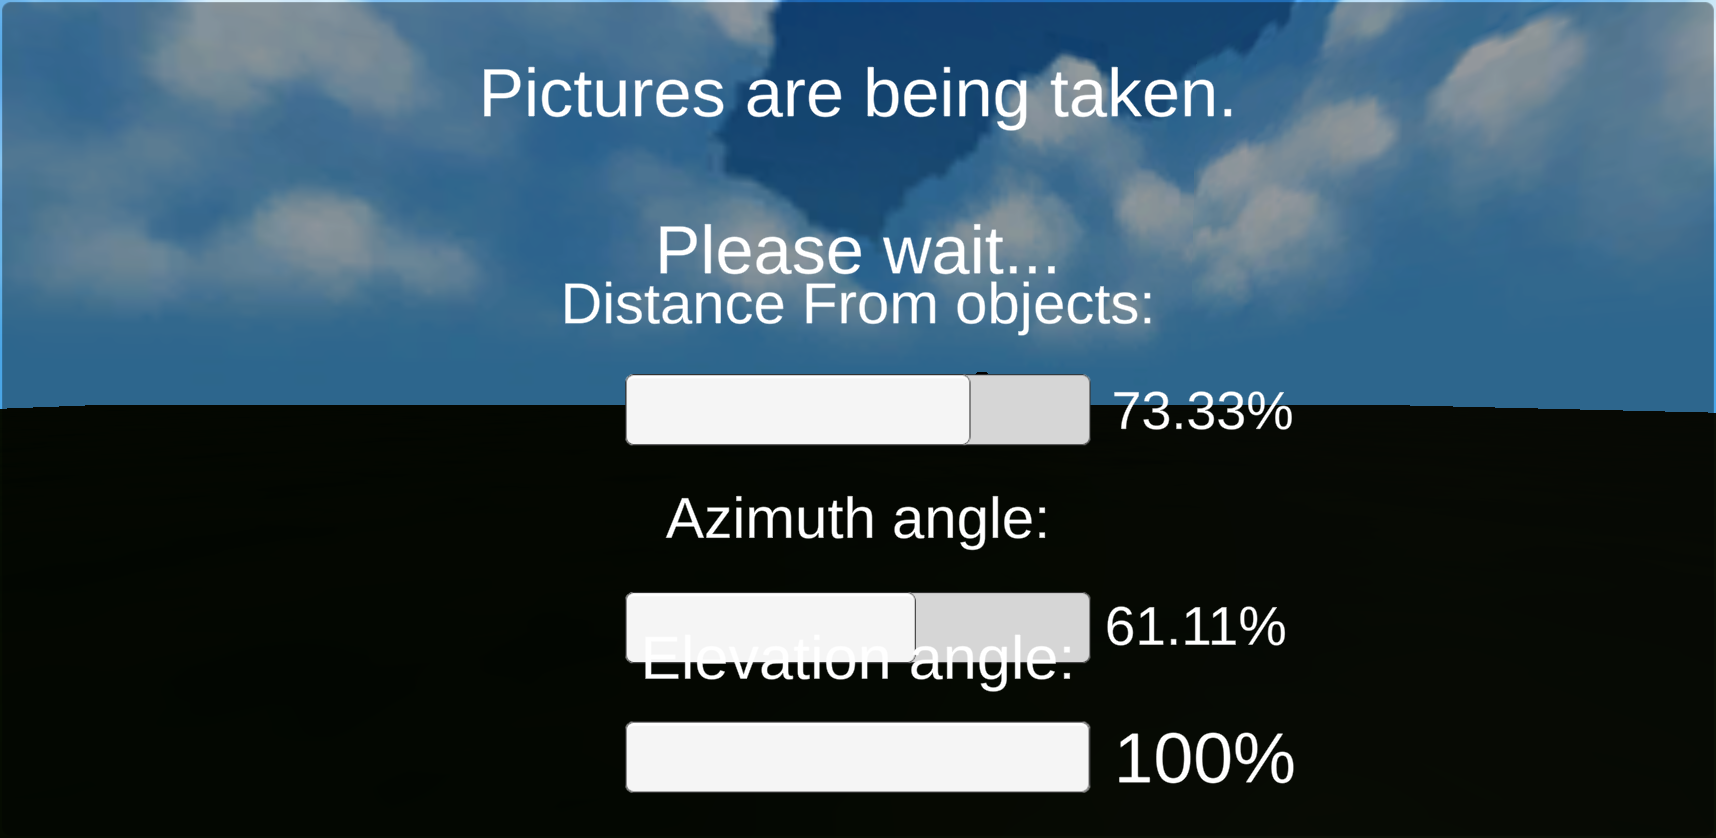 Pictures are being taken.
Please wait...
Distance From objects:
73.33%
Azimuth angle:
61.11%
Elevation angle:
100%